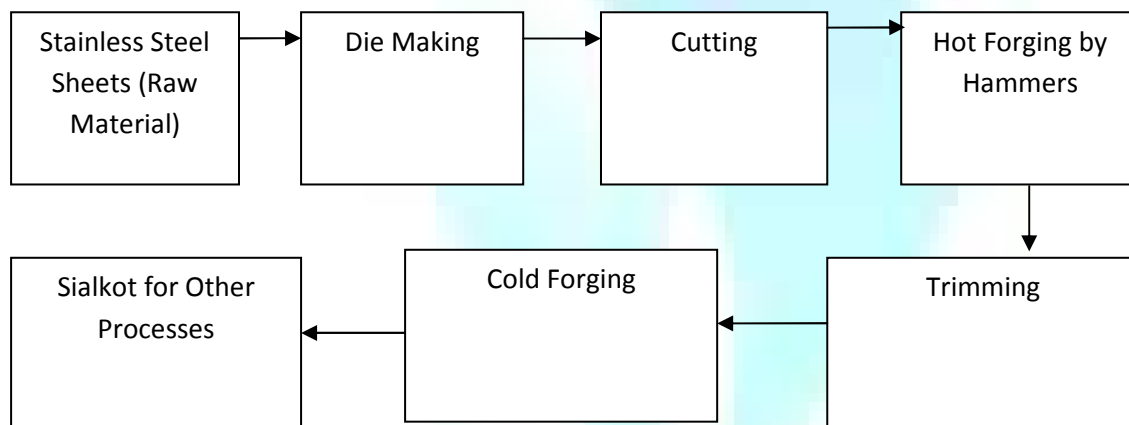 Stainless Steel
Sheets (Raw
Material)
Die Making
Cutting
Hot Forging by
Hammers
Sialkot for Other
Processes
Cold Forging
Trimming